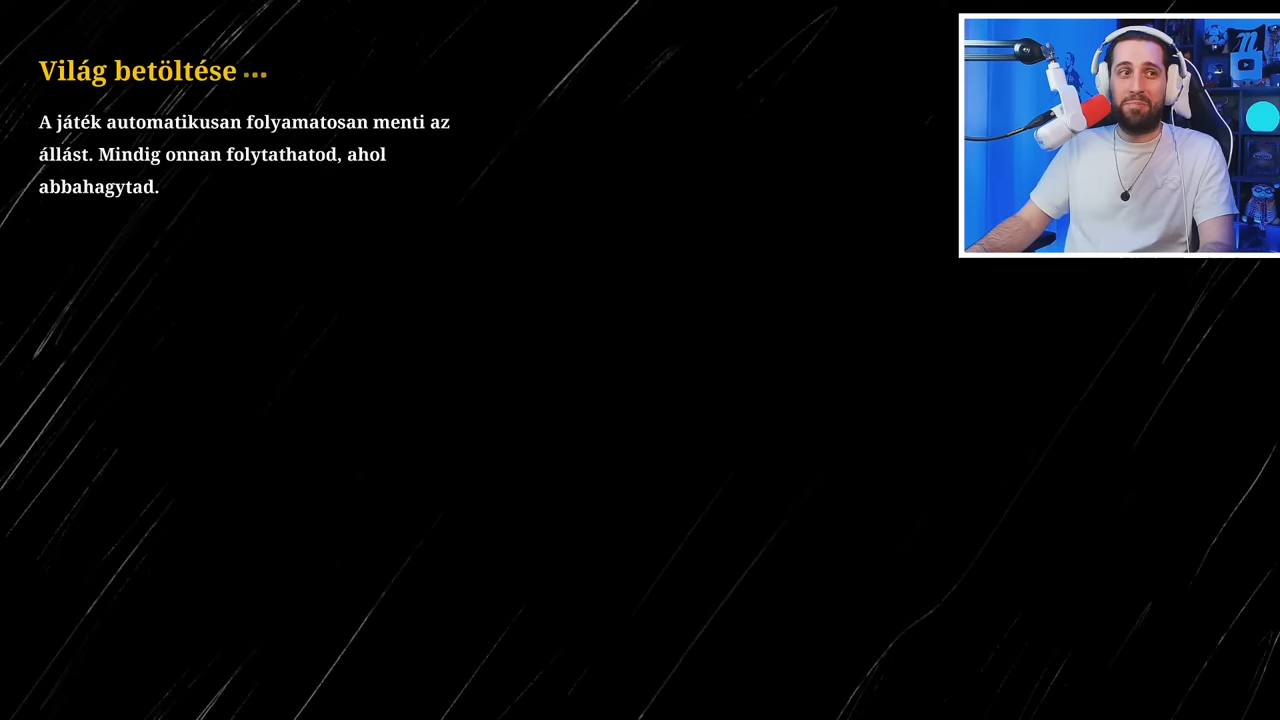 Világ betöltése ...
A játék automatikusan folyamatosan menti az
állást. Mindig onnan folytathatod, ahol
abbahagytad.